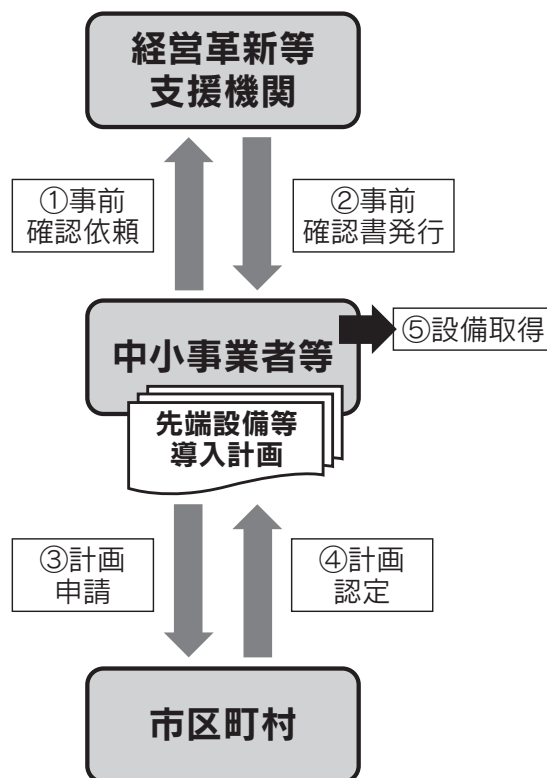 経営革新等
支援機関
①事前
確認依頼
②事前
確認書発行
中小事業者等
⑤設備取得
先端設備等
導入計画
③計画
申請
④計画
認定
市区町村